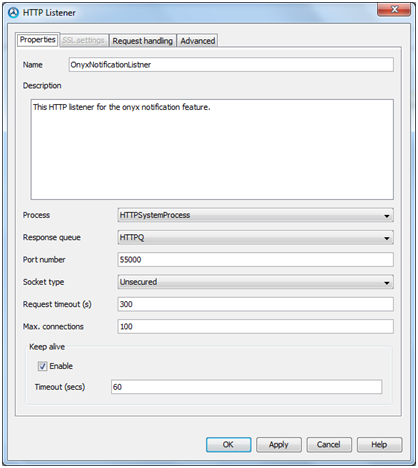 HTTP Listener
Properties SSL settings Request handling Advanced
Name OnyxNotificationListner
Description
This HTTP listener for the onyx notification feature.
Process HTTPSystemProcess
Response queue HTTPQ
Port number 55000
Socket type Unsecured
Request timeout (s) 300
Max. connections 100
Keep alive
Enable
Timeout (secs) 60
OK Apply Cancel Help